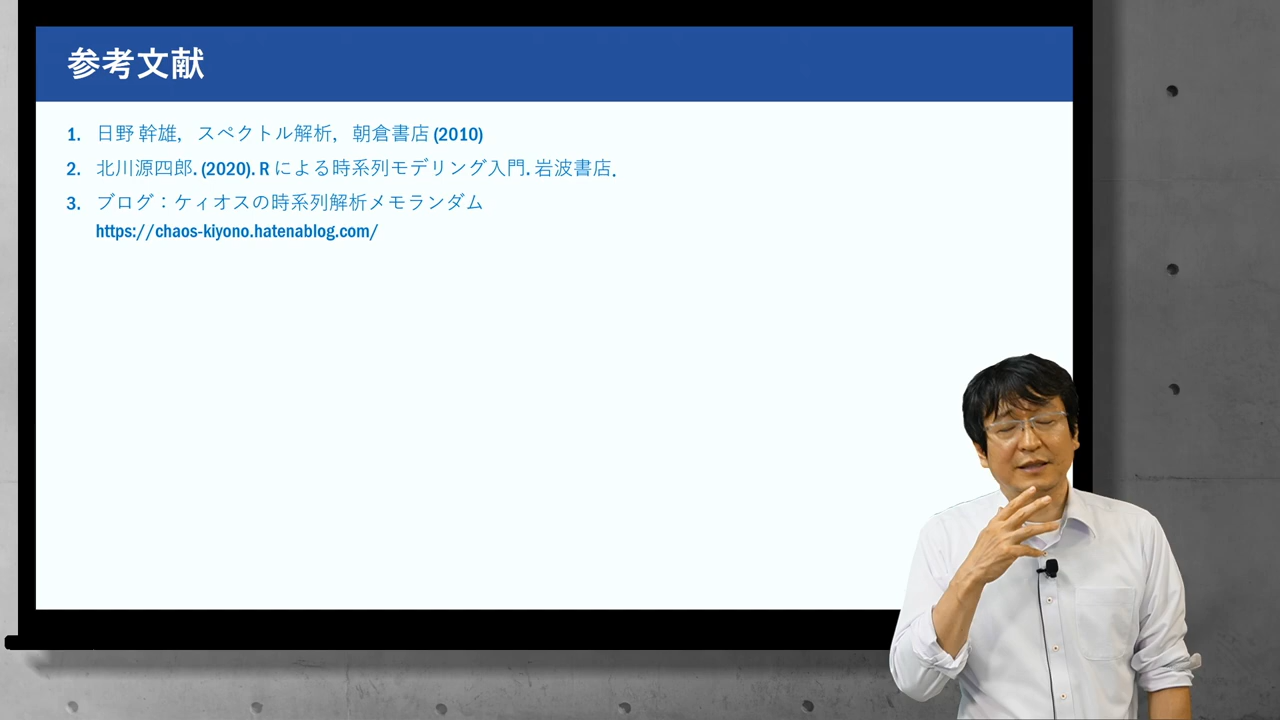 参考文献
1. 日野 幹雄，スペクトル解析，朝倉書店 (2010)
2. 北川源四郎. (2020). R による時系列モデリング入門. 岩波書店.
3. ブログ：ケィオスの時系列解析メモランダム
https://chaos-kiyono.hatenablog.com/